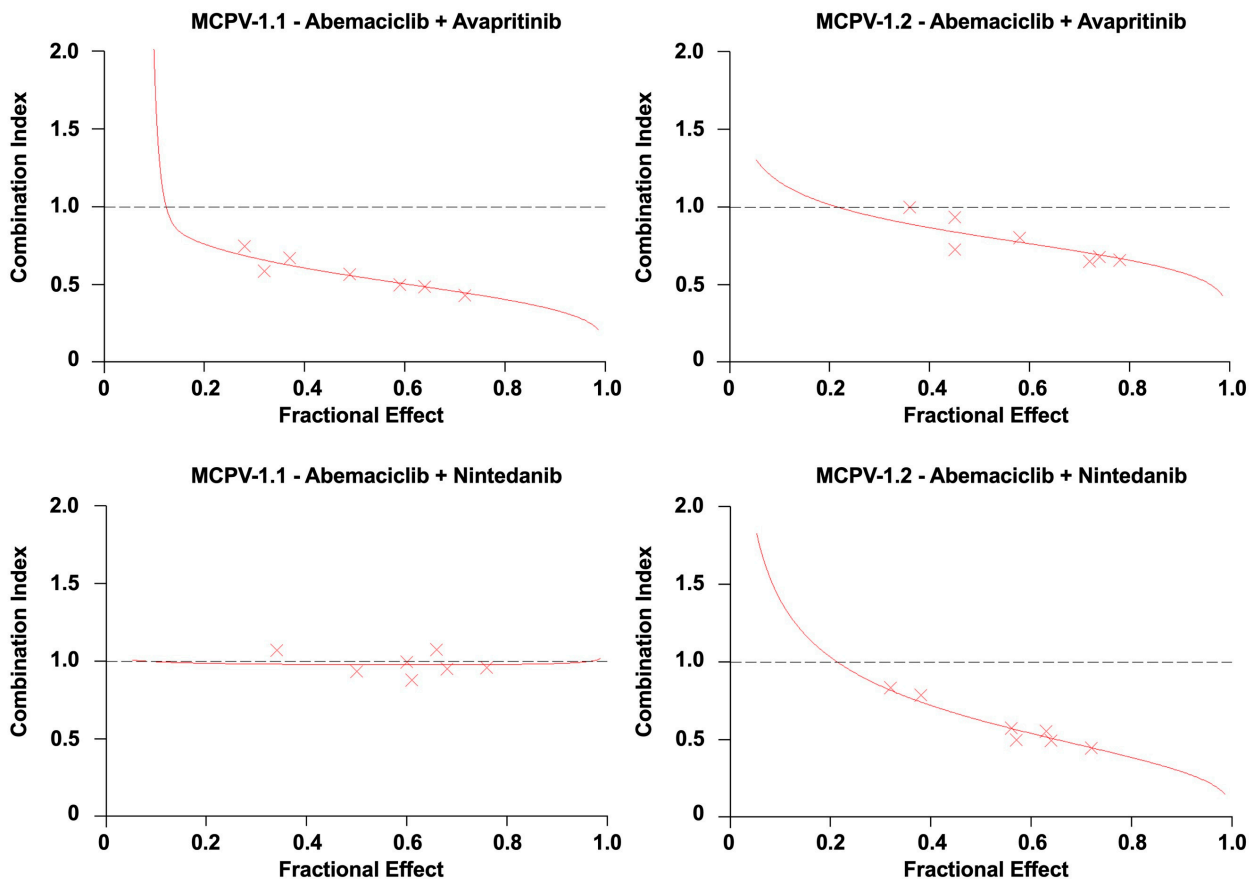 MCPV-1.1 - Abemaciclib + Avapritinib
2.0
1.5
1.0
0.5
0
Combination Index
0 0.2 0.4 0.6 0.8 1.0
Fractional Effect
MCPV-1.2 - Abemaciclib + Avapritinib
2.0
1.5
1.0
0.5
0
Combination Index
0 0.2 0.4 0.6 0.8 1.0
Fractional Effect
MCPV-1.1 - Abemaciclib + Nintedanib
2.0
1.5
1.0
0.5
0
Combination Index
0 0.2 0.4 0.6 0.8 1.0
Fractional Effect
MCPV-1.2 - Abemaciclib + Nintedanib
2.0
1.5
1.0
0.5
0
Combination Index
0 0.2 0.4 0.6 0.8 1.0
Fractional Effect